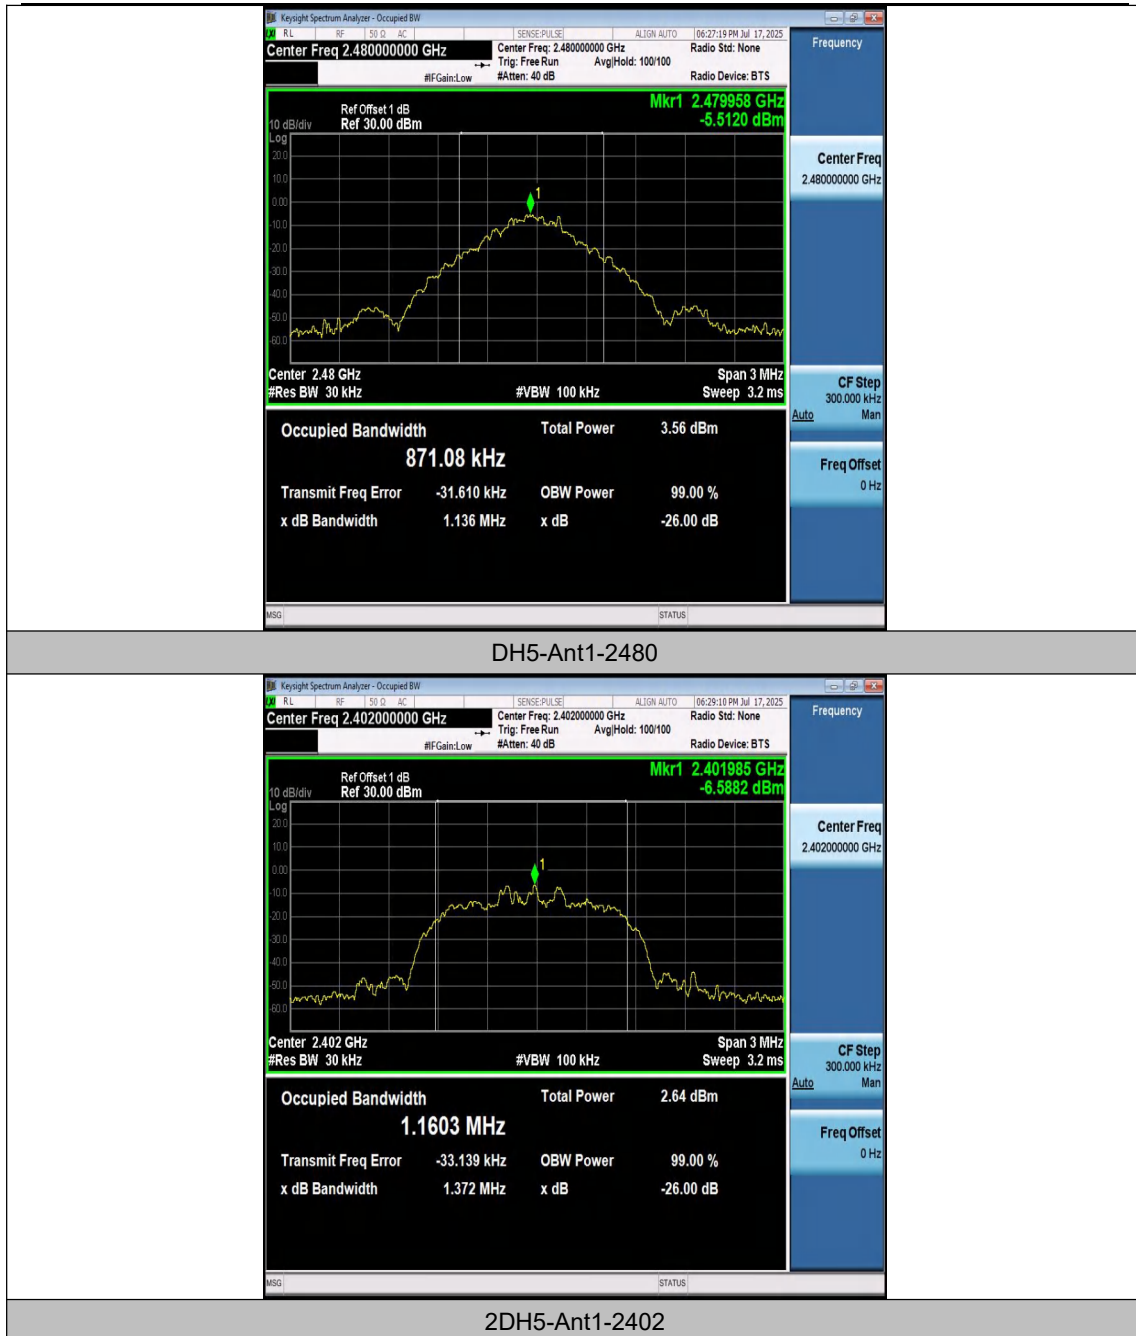 Keysight Spectrum Analyzer - Occupied BW
RL RF 50 Ω AC SENSE:PULSE ALIGN AUTO 06:27:19 PM Jul 17, 2025
Center Freq 2.480000000 GHz Center Freq: 2.480000000 GHz Radio Std: None
Trig: Free Run Avg|Hold: 100/100
#IFGain:Low #Atten: 40 dB Radio Device: BTS
Frequency
Mkr1 2.479958 GHz
-5.5120 dBm
Ref Offset 1 dB
10 dB/div Ref 30.00 dBm
Log
20.0
10.0
0.00
-10.0
-20.0
-30.0
-40.0
-50.0
-60.0
1
Center 2.48 GHz Span 3 MHz
#Res BW 30 kHz #VBW 100 kHz Sweep 3.2 ms
Center Freq
2.480000000 GHz
CF Step
300.000 kHz
Auto Man
Freq Offset
0 Hz
Occupied Bandwidth Total Power 3.56 dBm
871.08 kHz
Transmit Freq Error -31.610 kHz OBW Power 99.00 %
x dB Bandwidth 1.136 MHz x dB -26.00 dB
MSG STATUS
DH5-Ant1-2480
Keysight Spectrum Analyzer - Occupied BW
RL RF 50 Ω AC SENSE:PULSE ALIGN AUTO 06:29:10 PM Jul 17, 2025
Center Freq 2.402000000 GHz Center Freq: 2.402000000 GHz Radio Std: None
Trig: Free Run Avg|Hold: 100/100
#IFGain:Low #Atten: 40 dB Radio Device: BTS
Frequency
Mkr1 2.401985 GHz
-6.5882 dBm
Ref Offset 1 dB
10 dB/div Ref 30.00 dBm
Log
20.0
10.0
0.00
-10.0
-20.0
-30.0
-40.0
-50.0
-60.0
1
Center 2.402 GHz Span 3 MHz
#Res BW 30 kHz #VBW 100 kHz Sweep 3.2 ms
Center Freq
2.402000000 GHz
CF Step
300.000 kHz
Auto Man
Freq Offset
0 Hz
Occupied Bandwidth Total Power 2.64 dBm
1.1603 MHz
Transmit Freq Error -33.139 kHz OBW Power 99.00 %
x dB Bandwidth 1.372 MHz x dB -26.00 dB
MSG STATUS
2DH5-Ant1-2402